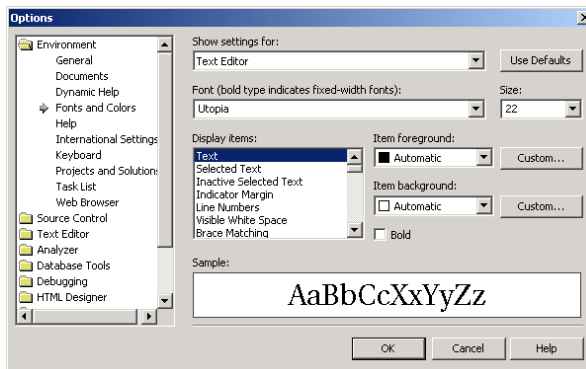 Options
Environment
General
Documents
Dynamic Help
Fonts and Colors
Help
International Settings
Keyboard
Projects and Solutions
Task List
Web Browser
Source Control
Text Editor
Analyzer
Database Tools
Debugging
HTML Designer
Show settings for:
Text Editor
Use Defaults
Font (bold type indicates fixed-width fonts):
Size:
Utopia
22
Display items:
Text
Selected Text
Inactive Selected Text
Indicator Margin
Line Numbers
Visible White Space
Brace Matching
Item foreground:
Automatic
Custom...
Item background:
Automatic
Custom...
Bold
Sample:
AaBbCcXxYyZz
OK
Cancel
Help